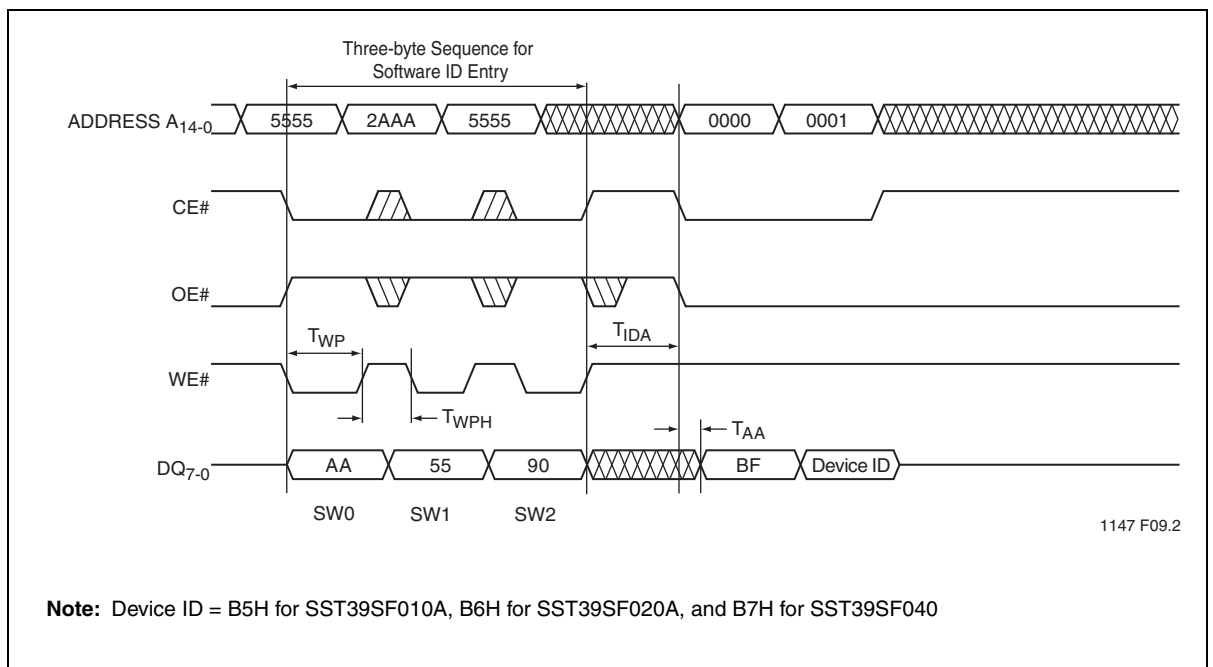 Three-byte Sequence for
Software ID Entry
ADDRESS A14-0
5555 2AAA 5555 0000 0001
CE#
OE#
TWP TIDA
WE#
TWPH
TAA
DQ7-0
AA 55 90 BF Device ID
SW0 SW1 SW2
1147 F09.2
Note: Device ID = B5H for SST39SF010A, B6H for SST39SF020A, and B7H for SST39SF040